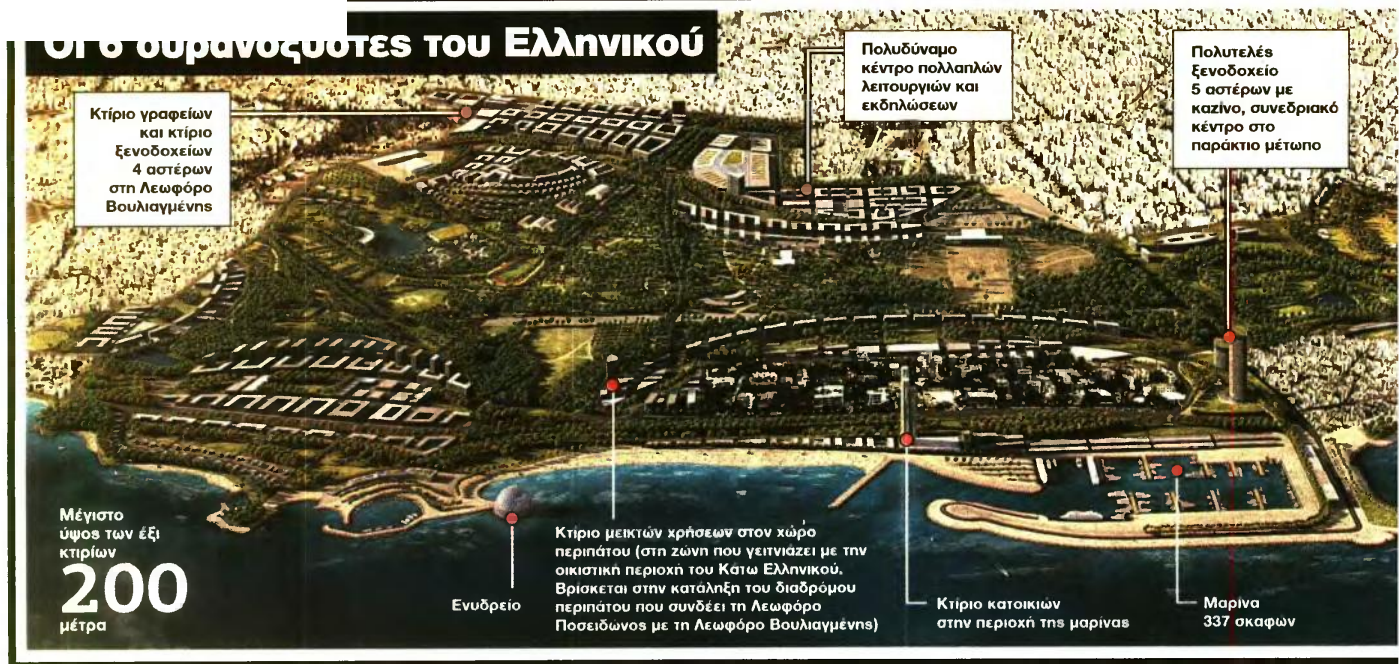 Οι 6 ουρανοξύστες του Ελληνικού
Κτίριο γραφείων
και κτίριο
ξενοδοχείων
4 αστέρων
στη Λεωφόρο
Βουλιαγμένης
Πολυδύναμο
κέντρο πολλαπλών
λειτουργιών και
εκδηλώσεων
Πολυτελές
ξενοδοχείο
5 αστέρων με
καζίνο, συνεδριακό
κέντρο στο
παράκτιο μέτωπο
Μέγιστο
ύψος των έξι
κτιρίων
200
μέτρα
Ενυδρείο
Κτίριο μεικτών χρήσεων στον χώρο
περιπάτου (στη ζώνη που γειτνιάζει με την
οικιστική περιοχή του Κάτω Ελληνικού.
Βρίσκεται στην κατάληξη του διαδρόμου
περιπάτου που συνδέει τη Λεωφόρο
Ποσειδώνος με τη Λεωφόρο Βουλιαγμένης)
Κτίριο κατοικιών
στην περιοχή της μαρίνας
Μαρίνα
337 σκαφών